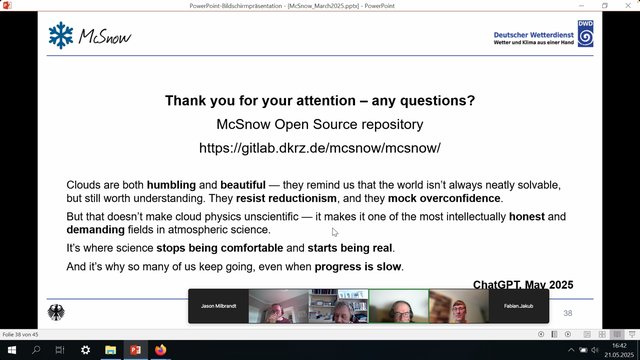 PowerPoint-Bildschirmpräsentation - [McSnow_March2025.pptx] - PowerPoint
McSnow
Deutscher Wetterdienst
Wetter und Klima aus einer Hand
DWD
Thank you for your attention – any questions?
McSnow Open Source repository
https://gitlab.dkrz.de/mcsnow/mcsnow/
Clouds are both humbling and beautiful — they remind us that the world isn't always neatly solvable,
but still worth understanding. They resist reductionism, and they mock overconfidence.
But that doesn't make cloud physics unscientific — it makes it one of the most intellectually honest and
demanding fields in atmospheric science.
It's where science stops being comfortable and starts being real.
And it's why so many of us keep going, even when progress is slow.
ChatGPT, May 2025
Jason Milbrandt
Fabian Jakub
38
Folie 38 von 45
16:42
21.05.2025